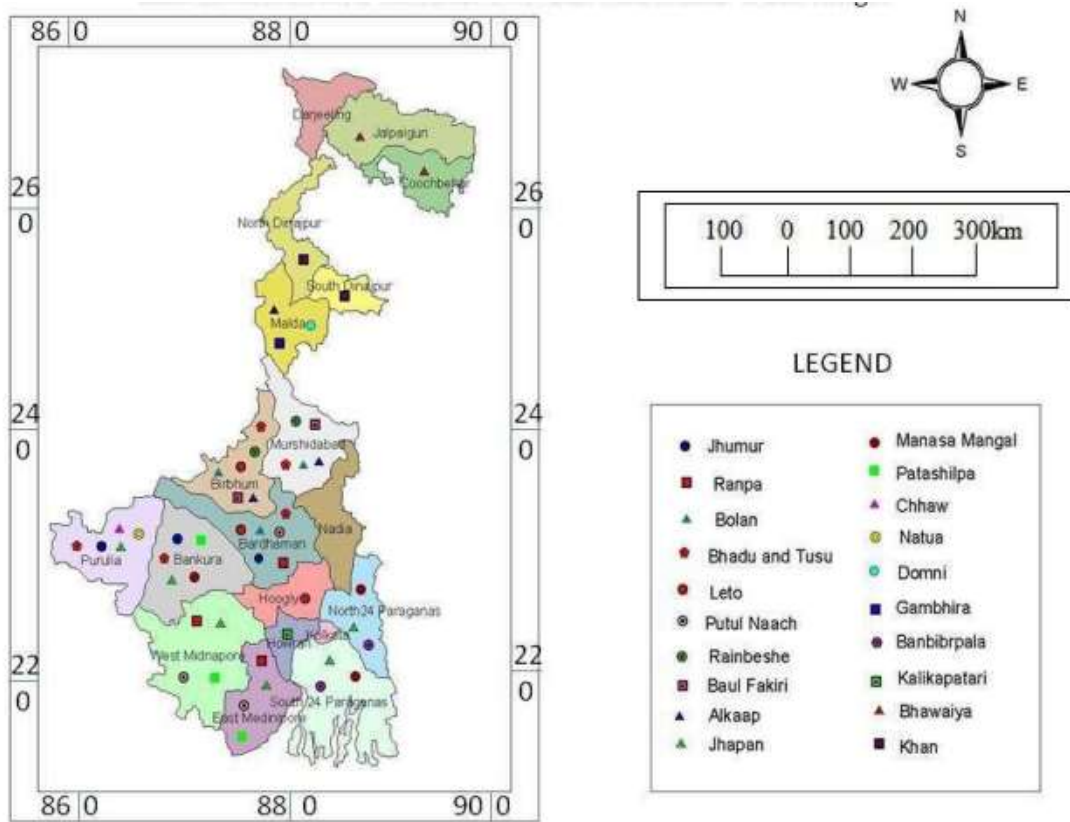 86 0 88 0 90 0
N
W E
S
Darjeeling
Jalpaiguri
Coochbehar
26 0
26 0
North Dinajpur
100 0 100 200 300km
South Dinajpur
Malda
LEGEND
24 0
24 0
Murshidabad
Birbhum
Nadia
Bardhaman
Purulia
Bankura
Hoogly
North24 Paraganas
Kolkata
Howrah
West Midnapore
22 0
22 0
South 24 Paraganas
East Medinipore
Jhumur
Ranpa
Bolan
Bhadu and Tusu
Leto
Putul Naach
Rainbeshe
Baul Fakiri
Alkaap
Jhapan
Manasa Mangal
Patashilpa
Chhaw
Natua
Domni
Gambhira
Banbibrpala
Kalikapatari
Bhawaiya
Khan
86 0 88 0 90 0